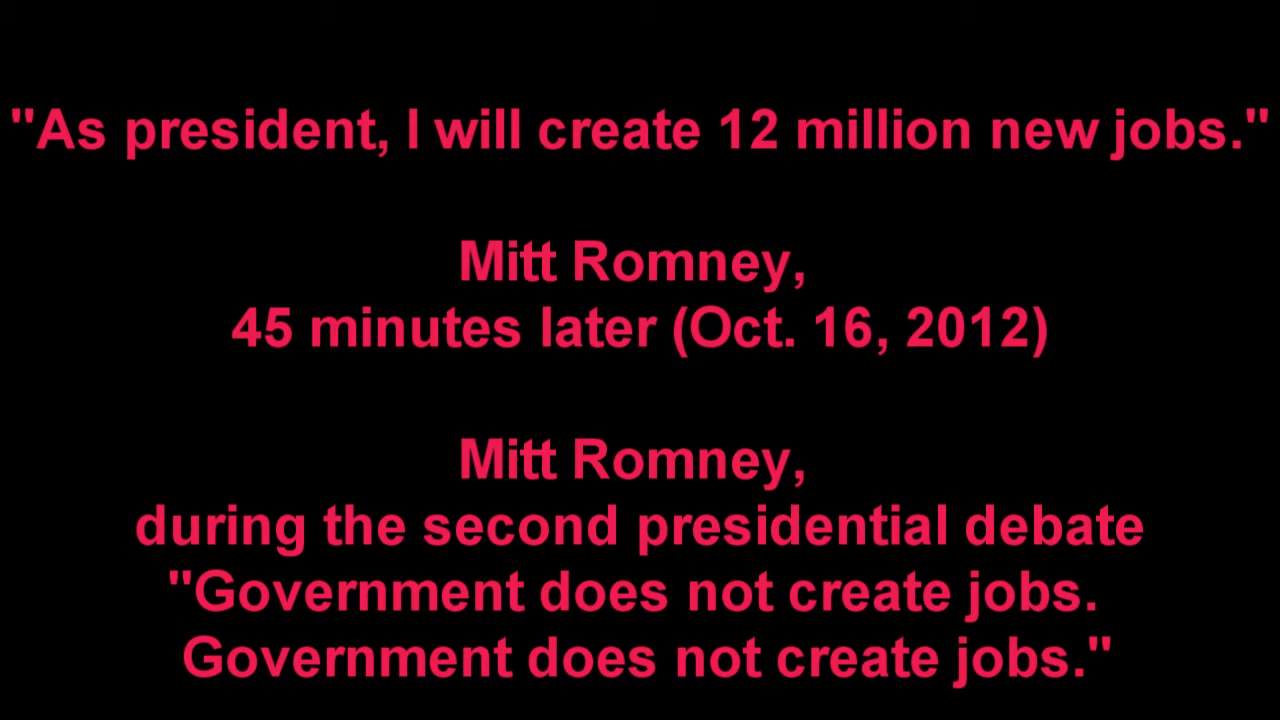 "As president, I will create 12 million new jobs."
Mitt Romney,
45 minutes later (Oct. 16, 2012)
Mitt Romney,
during the second presidential debate
"Government does not create jobs.
Government does not create jobs."